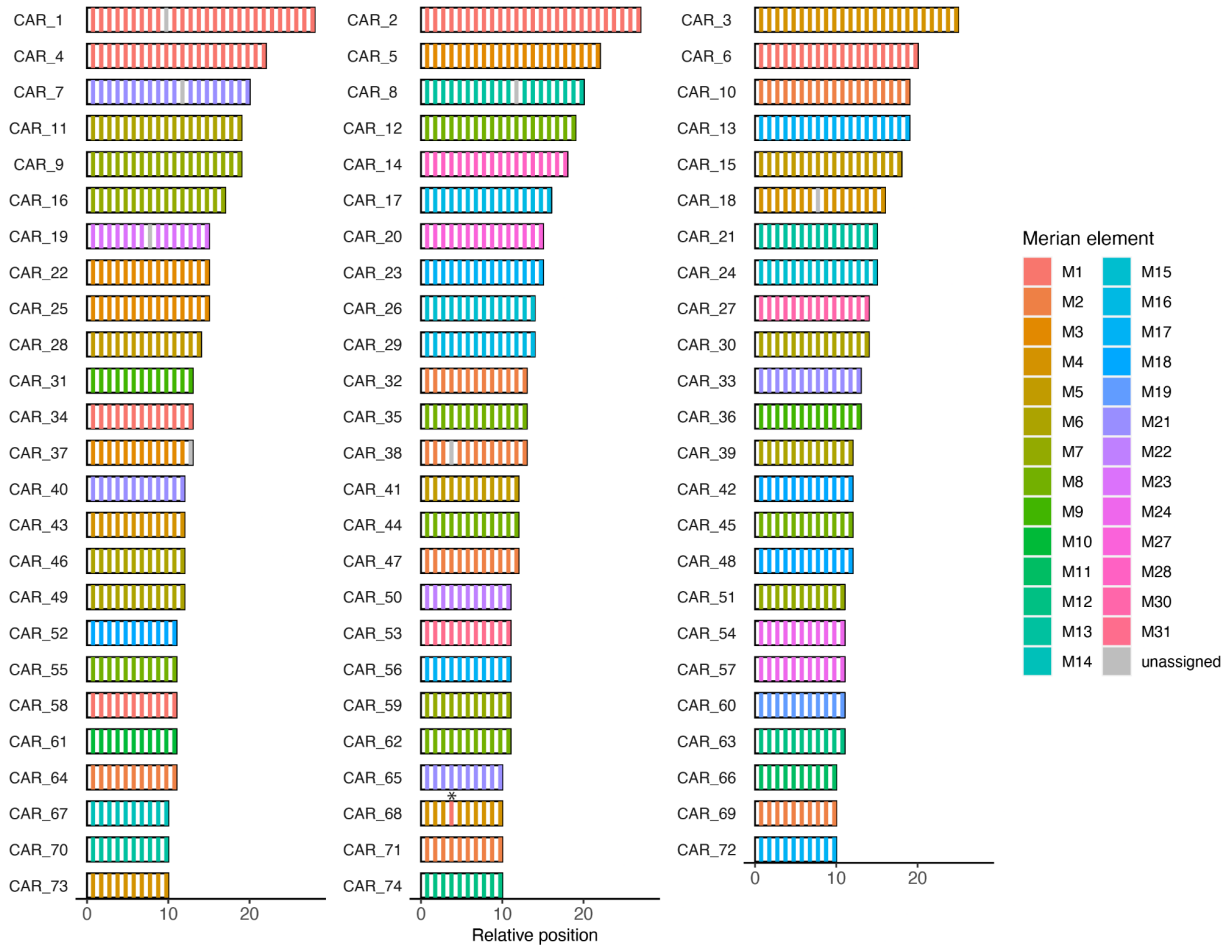 CAR_1 CAR_2 CAR_3
CAR_4 CAR_5 CAR_6
CAR_7 CAR_8 CAR_10
CAR_11 CAR_12 CAR_13
CAR_9 CAR_14 CAR_15
CAR_16 CAR_17 CAR_18
CAR_19 CAR_20 CAR_21
CAR_22 CAR_23 CAR_24
CAR_25 CAR_26 CAR_27
CAR_28 CAR_29 CAR_30
CAR_31 CAR_32 CAR_33
CAR_34 CAR_35 CAR_36
CAR_37 CAR_38 CAR_39
CAR_40 CAR_41 CAR_42
CAR_43 CAR_44 CAR_45
CAR_46 CAR_47 CAR_48
CAR_49 CAR_50 CAR_51
CAR_52 CAR_53 CAR_54
CAR_55 CAR_56 CAR_57
CAR_58 CAR_59 CAR_60
CAR_61 CAR_62 CAR_63
CAR_64 CAR_65 CAR_66
*
CAR_67 CAR_68 CAR_69
CAR_70 CAR_71 CAR_72
0 10 20
CAR_73 CAR_74
0 10 20 0 10 20
Relative position
Merian element
M1 M15
M2 M16
M3 M17
M4 M18
M5 M19
M6 M21
M7 M22
M8 M23
M9 M24
M10 M27
M11 M28
M12 M30
M13 M31
M14 unassigned